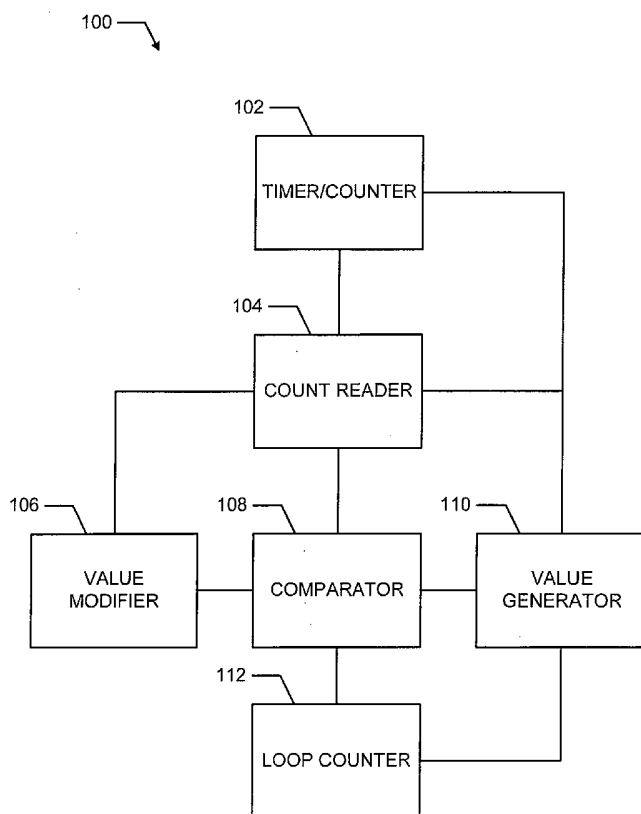 100
102
TIMER/COUNTER
104
COUNT READER
106
108
110
VALUE
MODIFIER
COMPARATOR
VALUE
GENERATOR
112
LOOP COUNTER